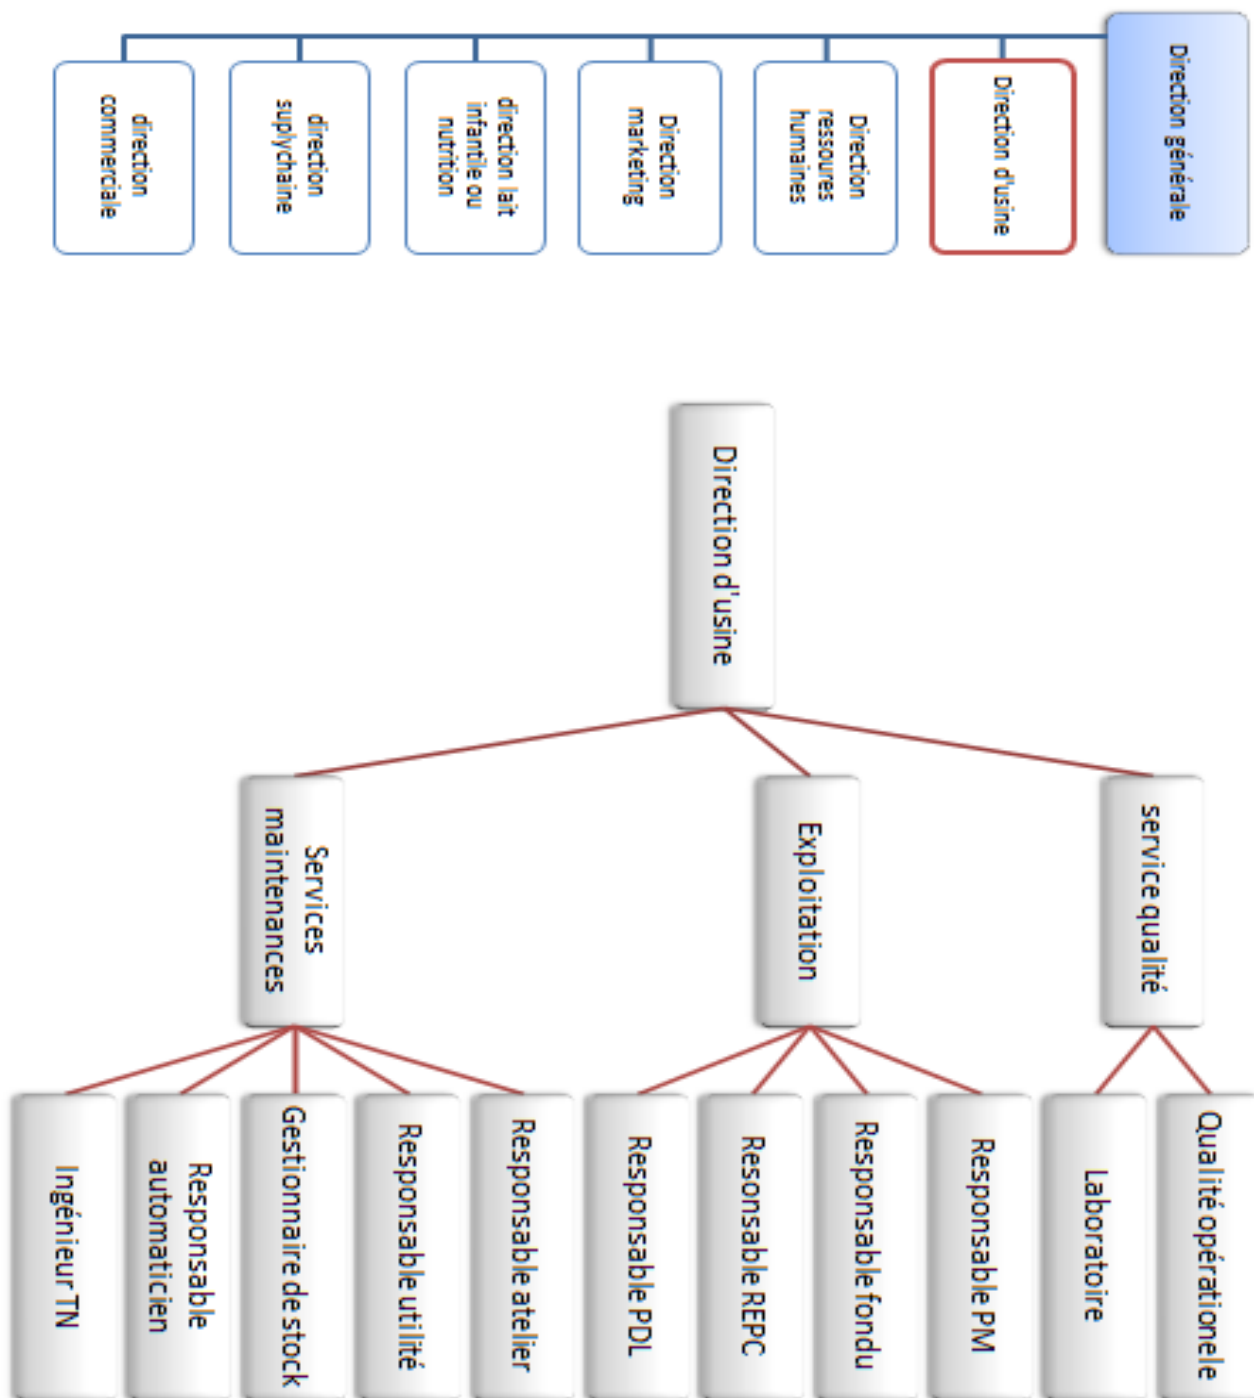 Direction générale
Direction d'usine
Direction
ressoures
humaines
Direction
marketing
direction lait
infantile ou
nutrition
direction
suplychaine
direction
commerciale
Direction d'usine
service qualité
Qualité opérationele
Laboratoire
Exploitation
Responsable PM
Responsable fondu
Resonsable REPC
Responsable PDL
Services
maintenances
Responsable atelier
Responsable utilité
Gestionnaire de stock
Responsable
automaticien
Ingénieur TN